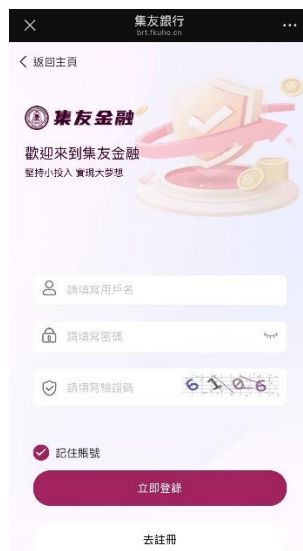 集友銀行
brt.fkuho.cn
返回主頁
集友金融
歡迎來到集友金融
堅持小投入 實現大夢想
請填寫用戶名
請填寫密碼
請填寫驗證碼
6106
記住賬號
立即登錄
去註冊